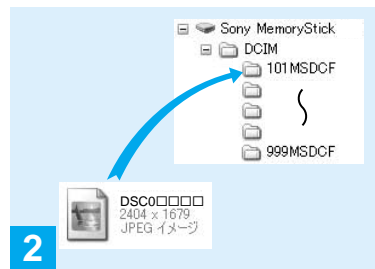 Sony MemoryStick
DCIM
101MSDCF
999MSDCF
DSC0□□□□
2404 x 1679
JPEG イメージ
2